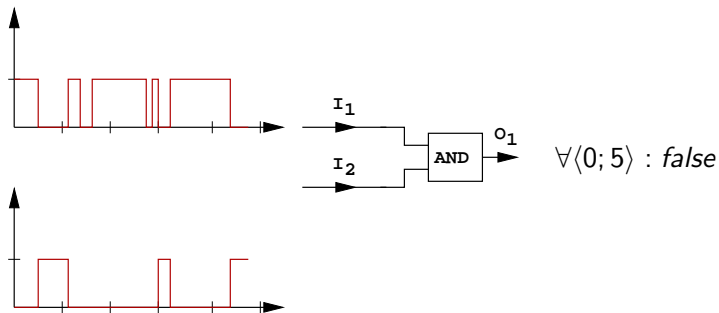 I₁
O₁
I₂
AND
∀⟨0; 5⟩ : false